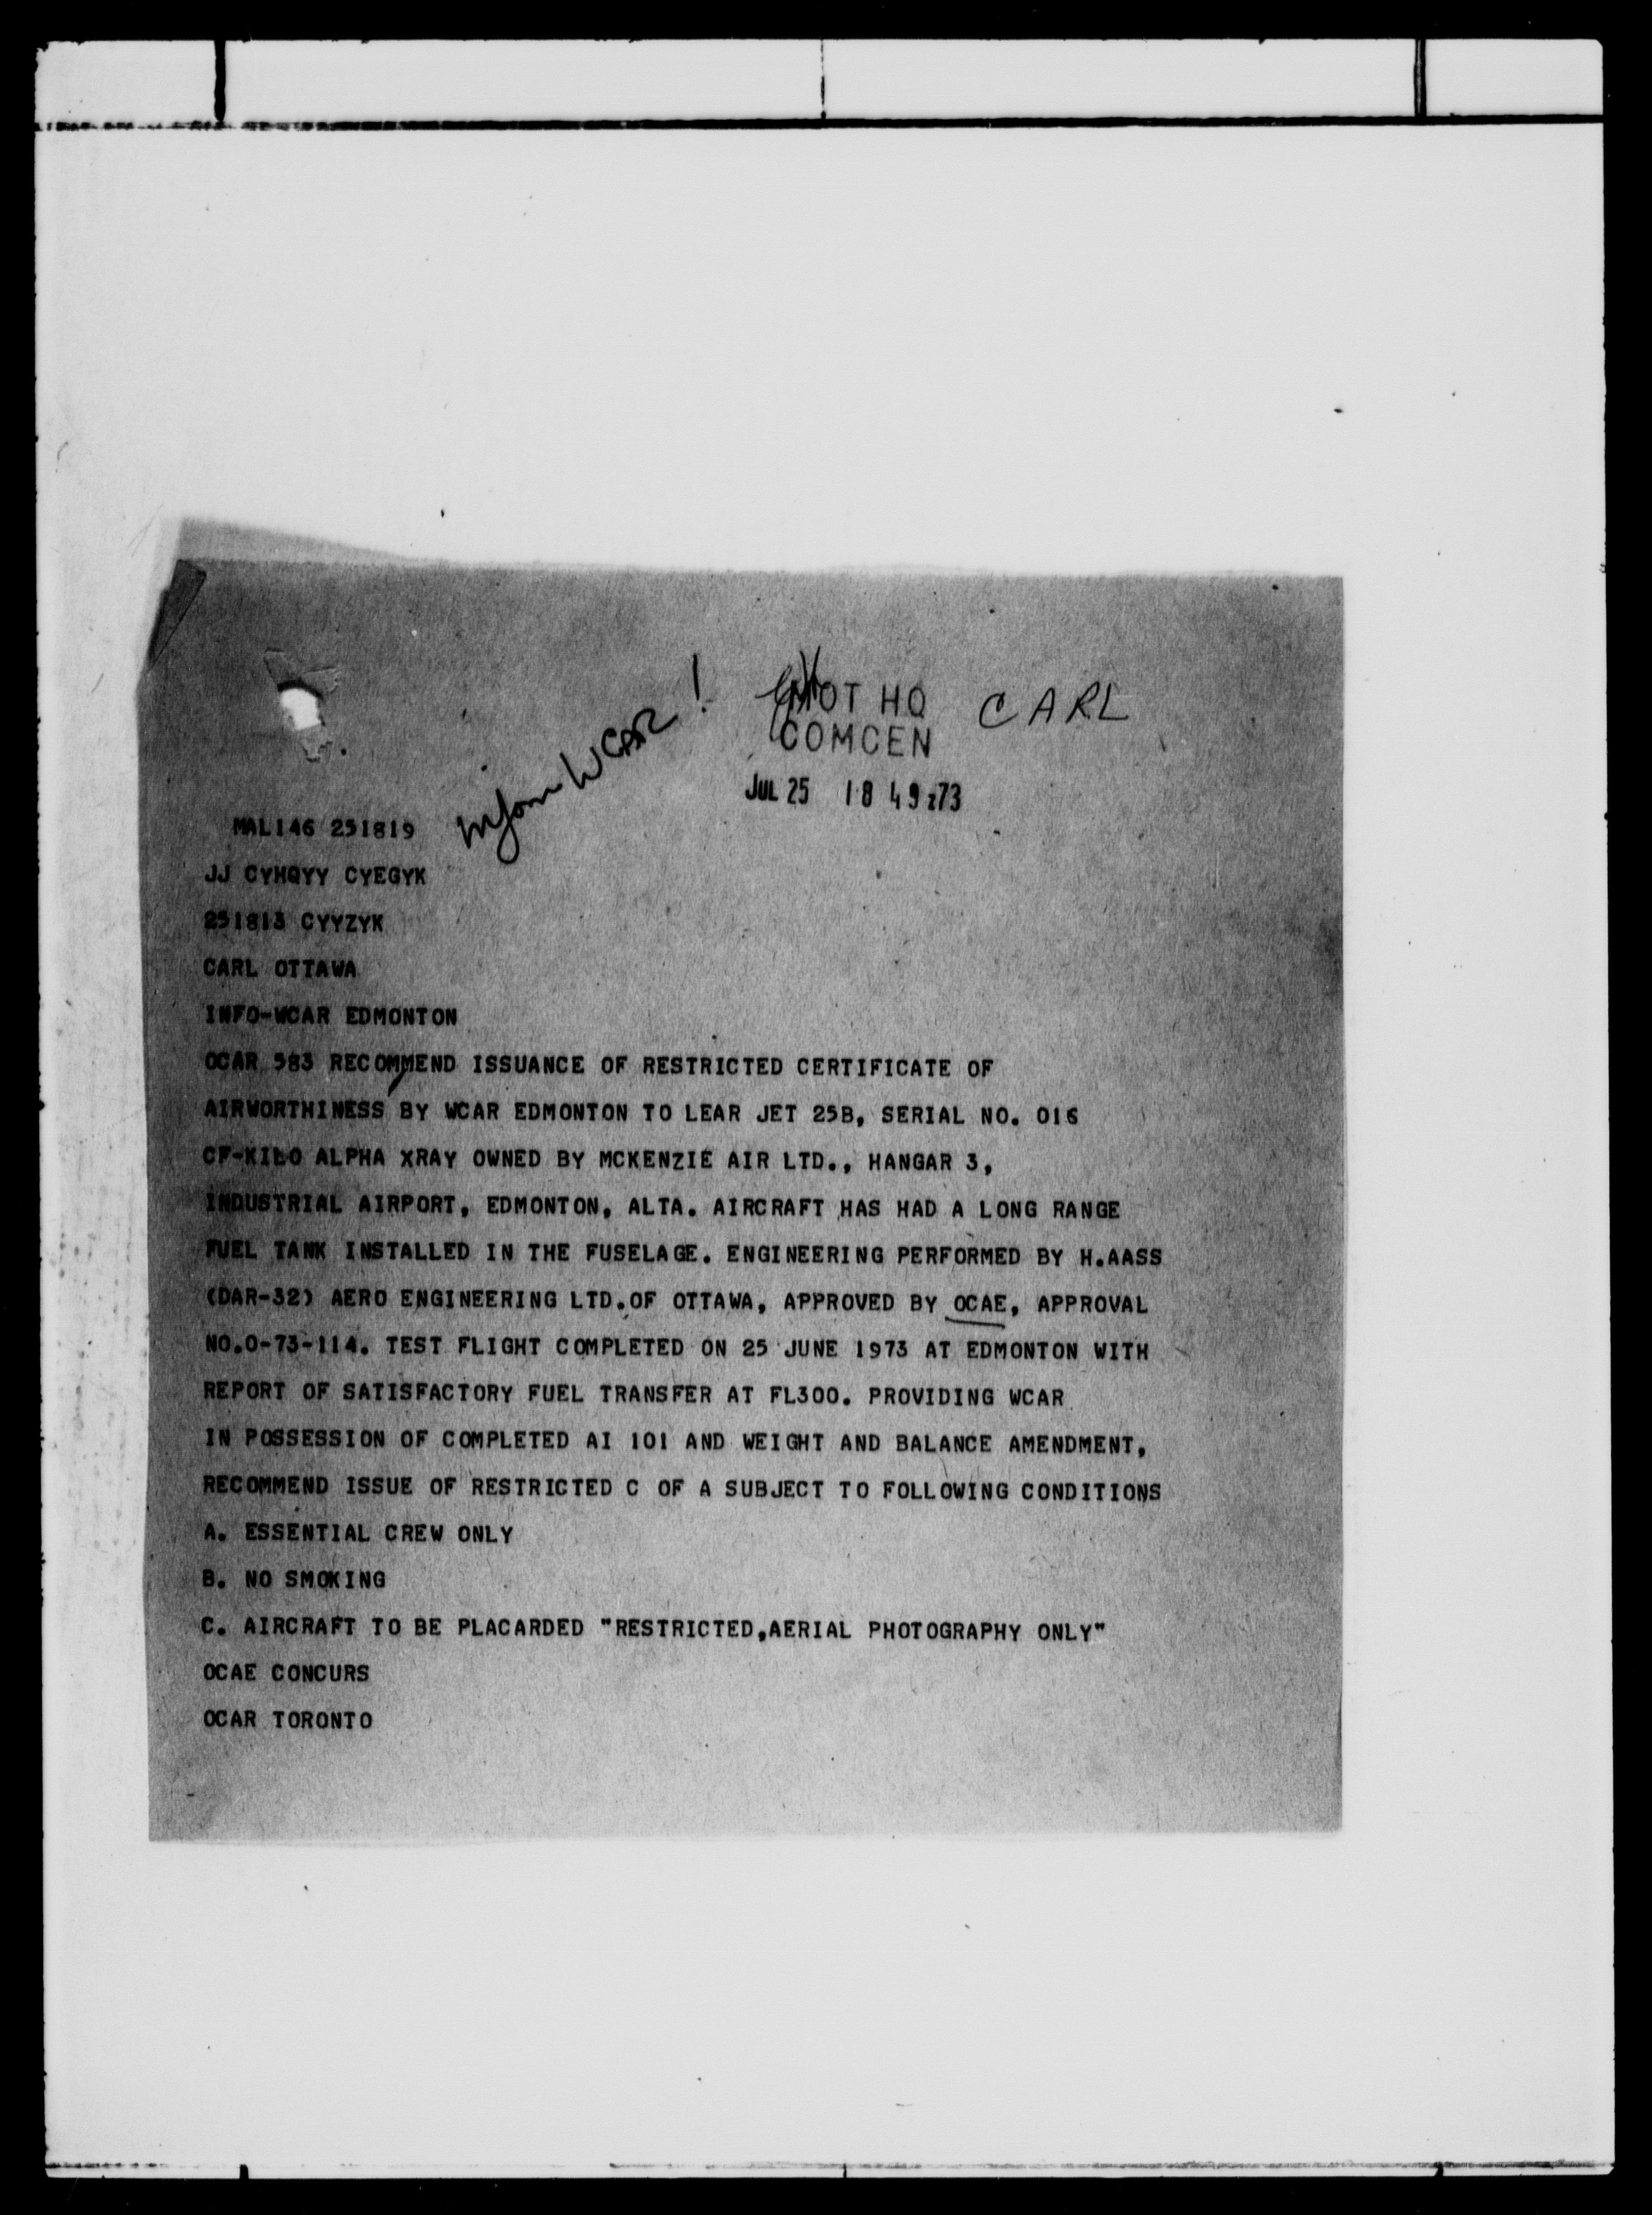 MOT HQ CARL
COMCEN
Inform WCAR!
JUL 25 18 49 z73
MAL146 251819
JJ CYHQYY CYEGYK
251813 CYYZYK
CARL OTTAWA
INFO-WCAR EDMONTON
OCAR 583 RECOMMEND ISSUANCE OF RESTRICTED CERTIFICATE OF
AIRWORTHINESS BY WCAR EDMONTON TO LEAR JET 25B, SERIAL NO. 016
CF-KILO ALPHA XRAY OWNED BY MCKENZIE AIR LTD., HANGAR 3,
INDUSTRIAL AIRPORT, EDMONTON, ALTA. AIRCRAFT HAS HAD A LONG RANGE
FUEL TANK INSTALLED IN THE FUSELAGE. ENGINEERING PERFORMED BY H.AASS
(DAR-32) AERO ENGINEERING LTD.OF OTTAWA, APPROVED BY OCAE, APPROVAL
NO.O-73-114. TEST FLIGHT COMPLETED ON 25 JUNE 1973 AT EDMONTON WITH
REPORT OF SATISFACTORY FUEL TRANSFER AT FL300. PROVIDING WCAR
IN POSSESSION OF COMPLETED AI 101 AND WEIGHT AND BALANCE AMENDMENT,
RECOMMEND ISSUE OF RESTRICTED C OF A SUBJECT TO FOLLOWING CONDITIONS
A. ESSENTIAL CREW ONLY
B. NO SMOKING
C. AIRCRAFT TO BE PLACARDED "RESTRICTED,AERIAL PHOTOGRAPHY ONLY"
OCAE CONCURS
OCAR TORONTO